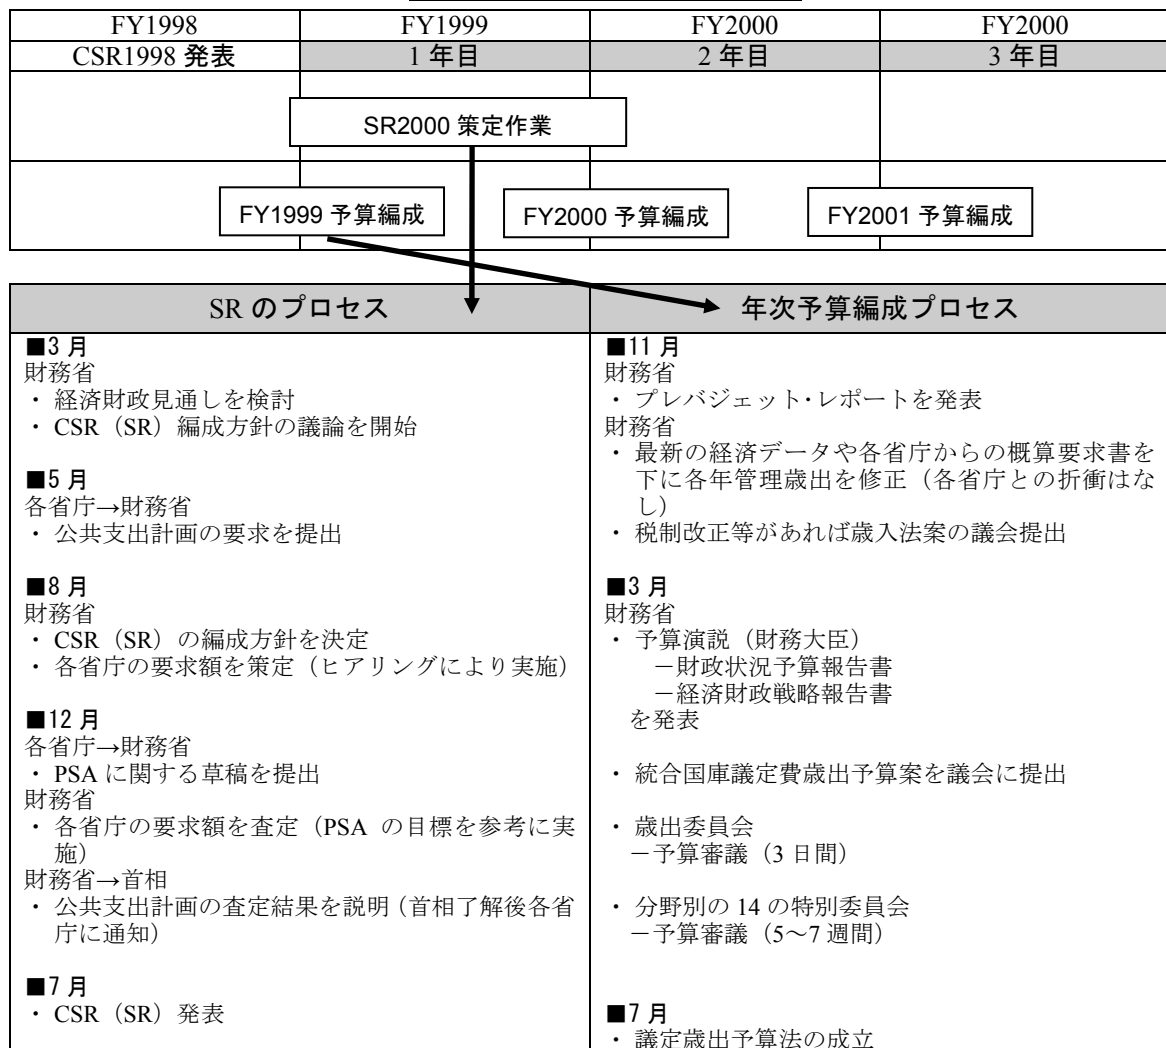 FY1998 FY1999 FY2000 FY2000
CSR1998 発表 1 年目 2 年目 3 年目
SR2000 策定作業
FY1999 予算編成 FY2000 予算編成 FY2001 予算編成
SR のプロセス
■3 月
財務省
・ 経済財政見通しを検討
・ CSR（SR）編成方針の議論を開始
■5 月
各省庁→財務省
・ 公共支出計画の要求を提出
■8 月
財務省
・ CSR（SR）の編成方針を決定
・ 各省庁の要求額を策定（ヒアリングにより実施）
■12 月
各省庁→財務省
・ PSA に関する草稿を提出
財務省
・ 各省庁の要求額を査定（PSA の目標を参考に実
施）
財務省→首相
・ 公共支出計画の査定結果を説明（首相了解後各省
庁に通知）
■7 月
・ CSR（SR）発表
年次予算編成プロセス
■11 月
財務省
・ プレバジェット・レポートを発表
財務省
・ 最新の経済データや各省庁からの概算要求書を
下に各年管理歳出を修正（各省庁との折衝はな
し）
・ 税制改正等があれば歳入法案の議会提出
■3 月
財務省
・ 予算演説（財務大臣）
－財政状況予算報告書
－経済財政戦略報告書
を発表
・ 統合国庫議定費歳出予算案を議会に提出
・ 歳出委員会
－予算審議（3 日間）
・ 分野別の 14 の特別委員会
－予算審議（5～7 週間）
■7 月
・ 議定歳出予算法の成立